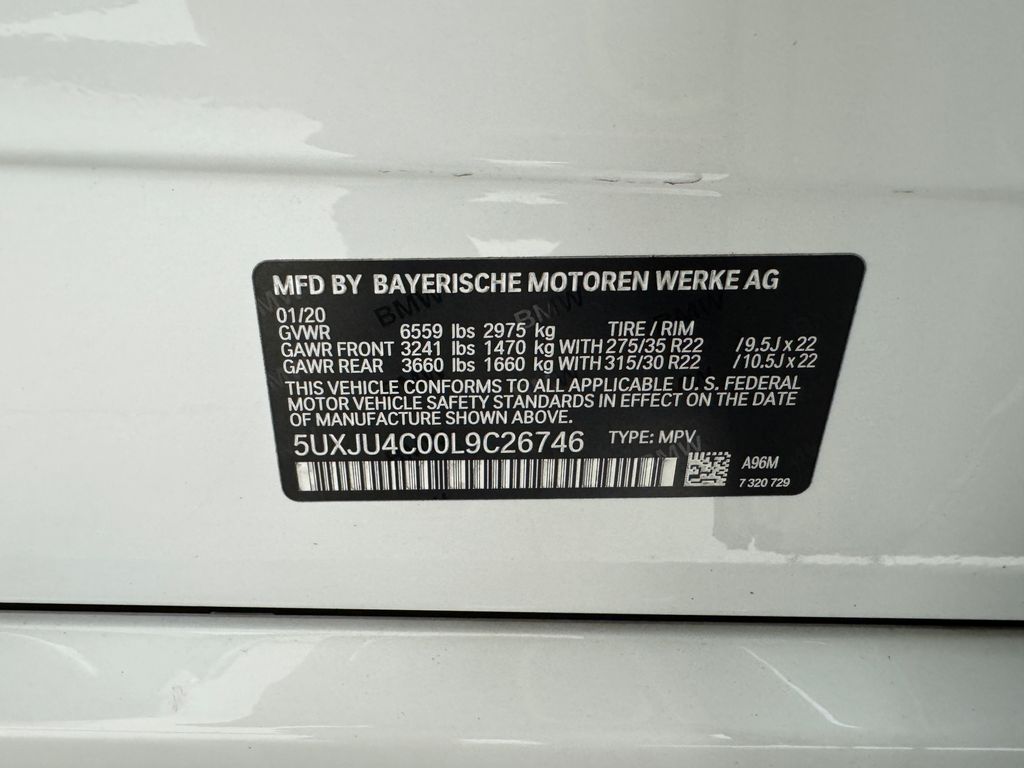 MFD BY BAYERISCHE MOTOREN WERKE AG
01/20
GVWR 6559 lbs 2975 kg TIRE / RIM
GAWR FRONT 3241 lbs 1470 kg WITH 275/35 R22 /9.5J x 22
GAWR REAR 3660 lbs 1660 kg WITH 315/30 R22 /10.5J x 22
THIS VEHICLE CONFORMS TO ALL APPLICABLE U. S. FEDERAL
MOTOR VEHICLE SAFETY STANDARDS IN EFFECT ON THE DATE
OF MANUFACTURE SHOWN ABOVE.
5UXJU4C00L9C26746 TYPE: MPV
A96M
7 320 729
BMW
BMW